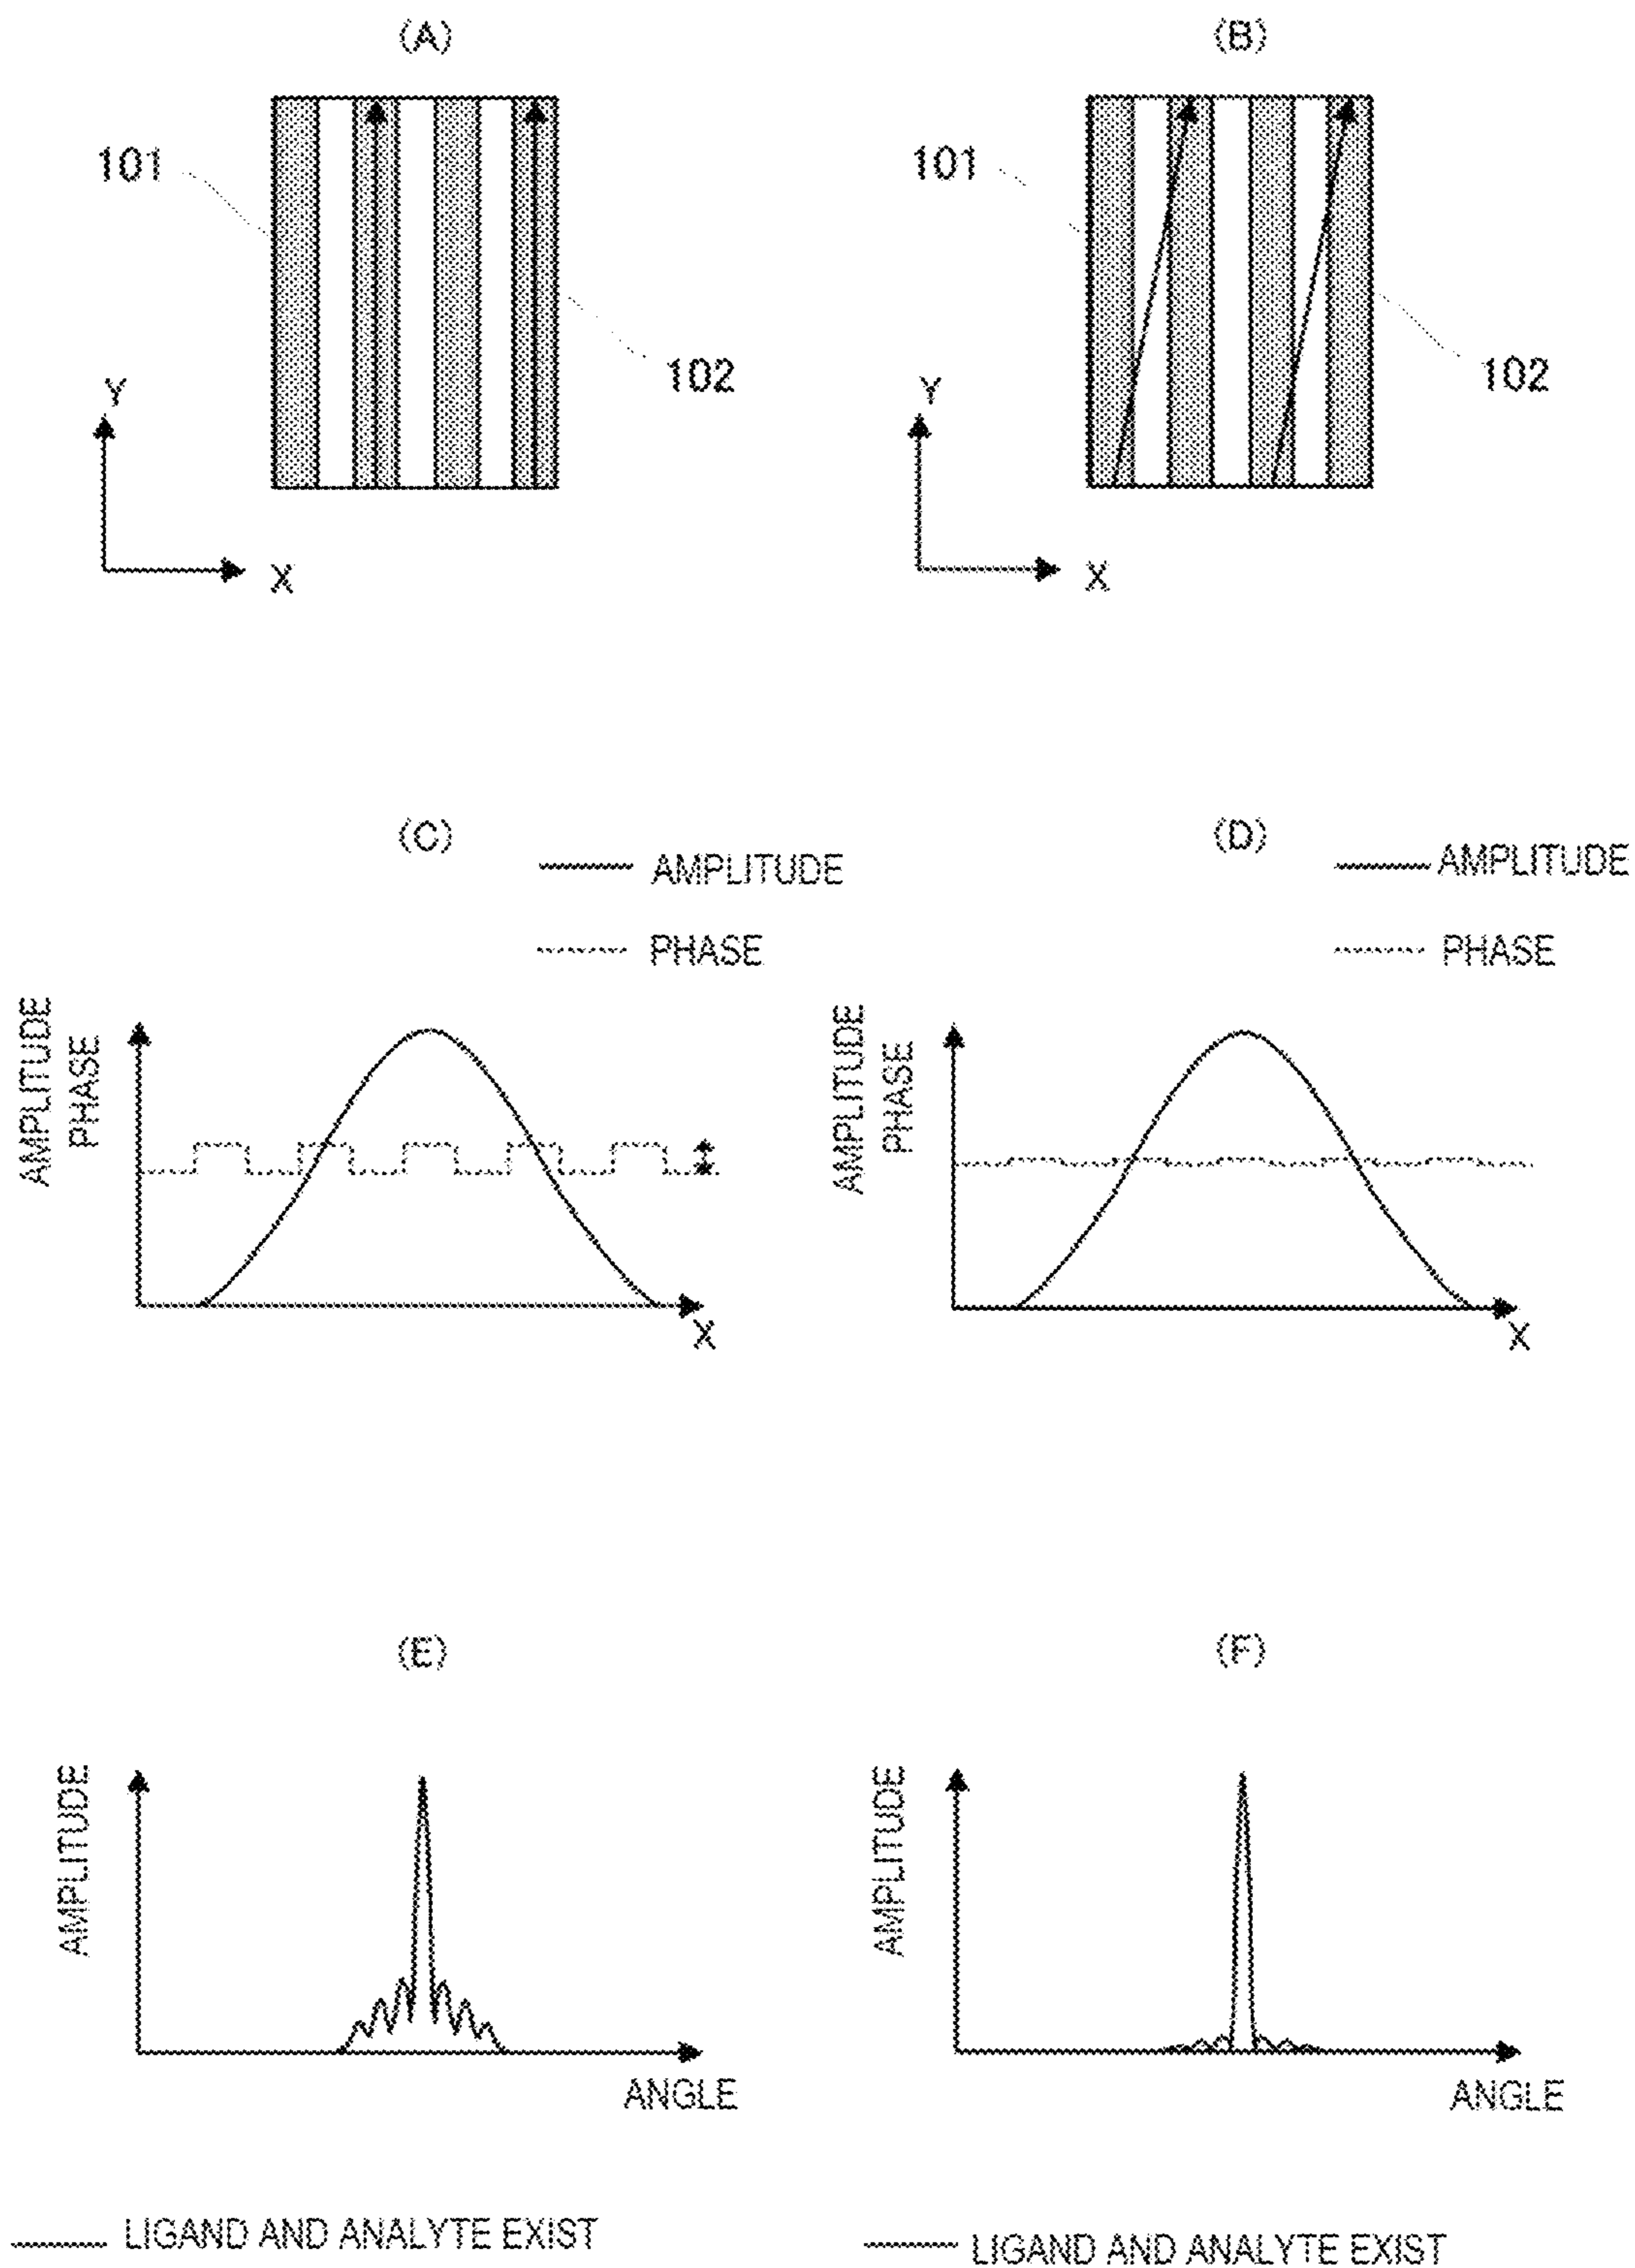 (A)
(B)
101
101
102
102
Y
Y
X
X
(C)
(D)
AMPLITUDE
AMPLITUDE
PHASE
PHASE
AMPLITUDE
PHASE
AMPLITUDE
PHASE
X
X
(E)
(F)
AMPLITUDE
AMPLITUDE
ANGLE
ANGLE
LIGAND AND ANALYTE EXIST
LIGAND AND ANALYTE EXIST